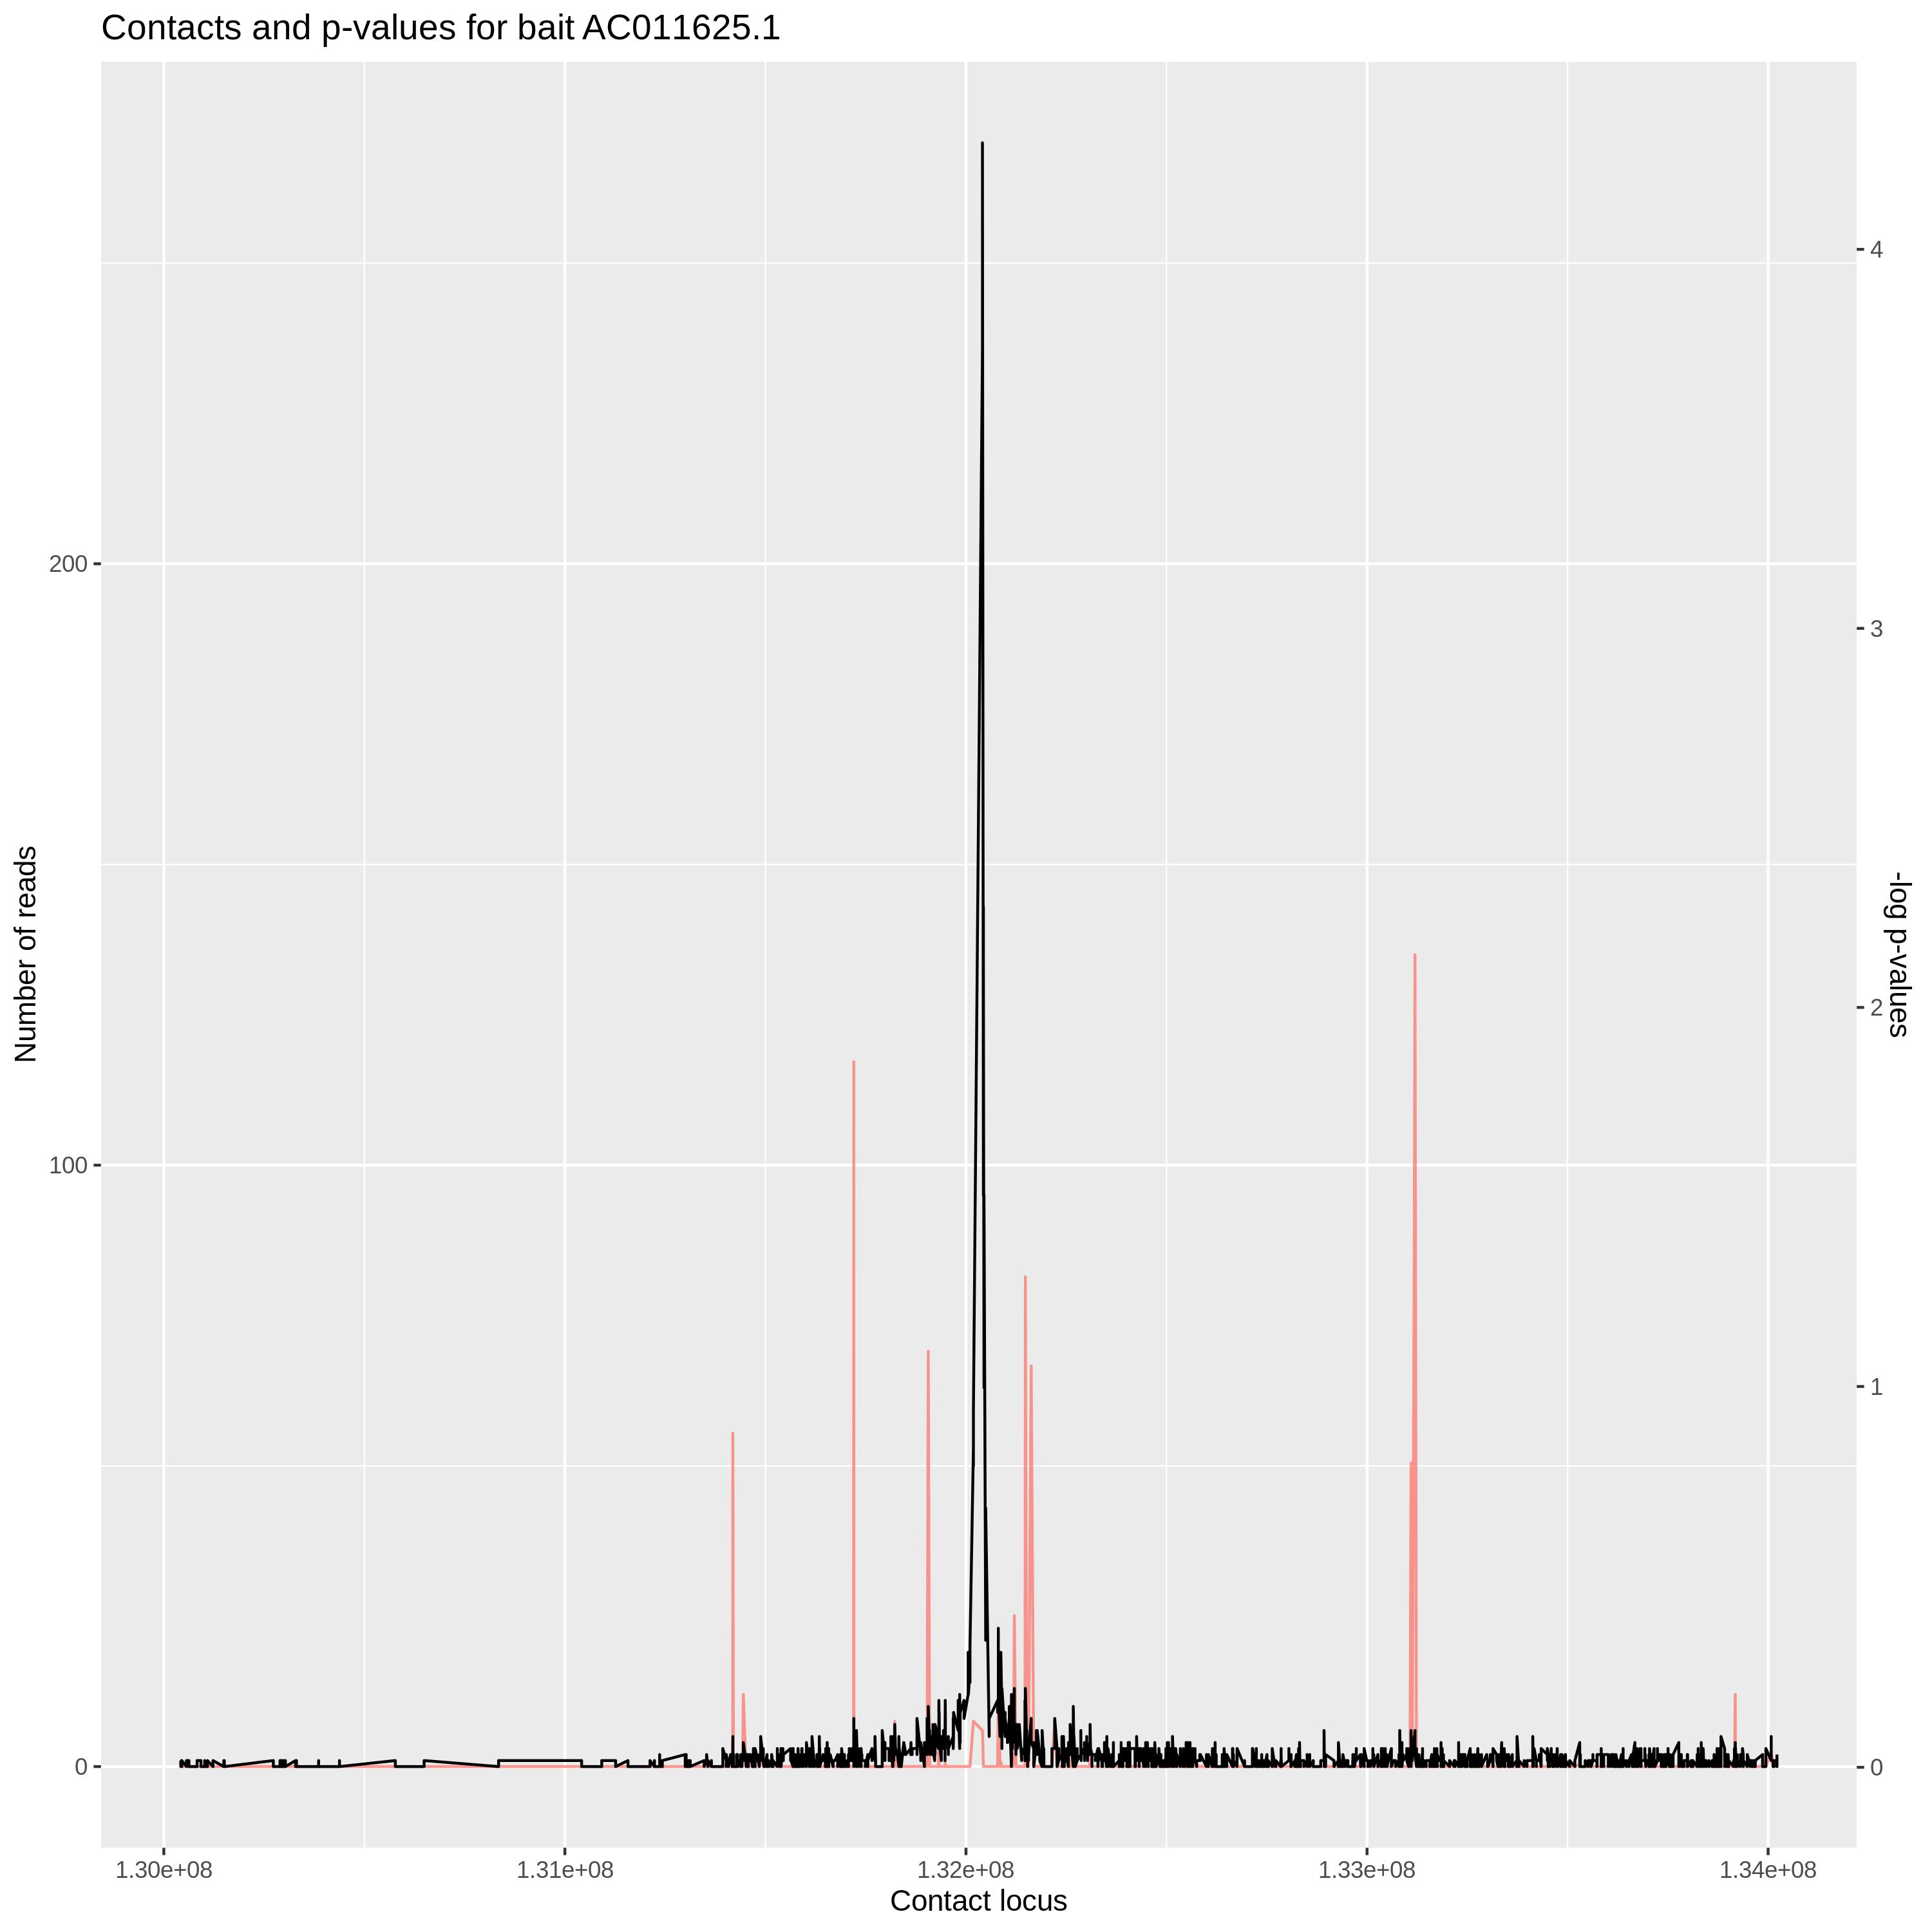 Contacts and p-values for bait AC011625.1
Number of reads
200
100
0
4
3
2
1
0
-log p-values
1.30e+08
1.31e+08
1.32e+08
1.33e+08
1.34e+08
Contact locus